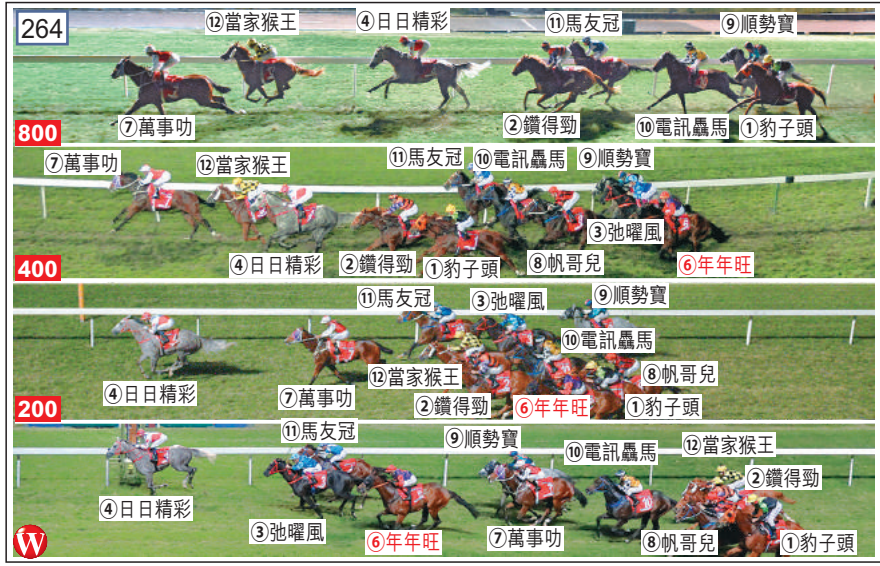 264
⑫當家猴王 ④日日精彩 ⑪馬友冠 ⑨順勢寶
⑦萬事叻 ②鑽得勁 ⑩電訊驫馬 ①豹子頭
800
⑦萬事叻 ⑫當家猴王 ⑪馬友冠 ⑩電訊驫馬 ⑨順勢寶
③弛曜風
④日日精彩 ②鑽得勁 ①豹子頭 ⑧帆哥兒 ⑥年年旺
400
⑪馬友冠 ③弛曜風 ⑨順勢寶
⑩電訊驫馬
⑫當家猴王 ⑧帆哥兒
④日日精彩 ⑦萬事叻 ②鑽得勁 ⑥年年旺 ①豹子頭
200
⑪馬友冠 ⑨順勢寶 ⑩電訊驫馬 ⑫當家猴王
②鑽得勁
④日日精彩 ③弛曜風 ⑥年年旺 ⑦萬事叻 ⑧帆哥兒 ①豹子頭
W